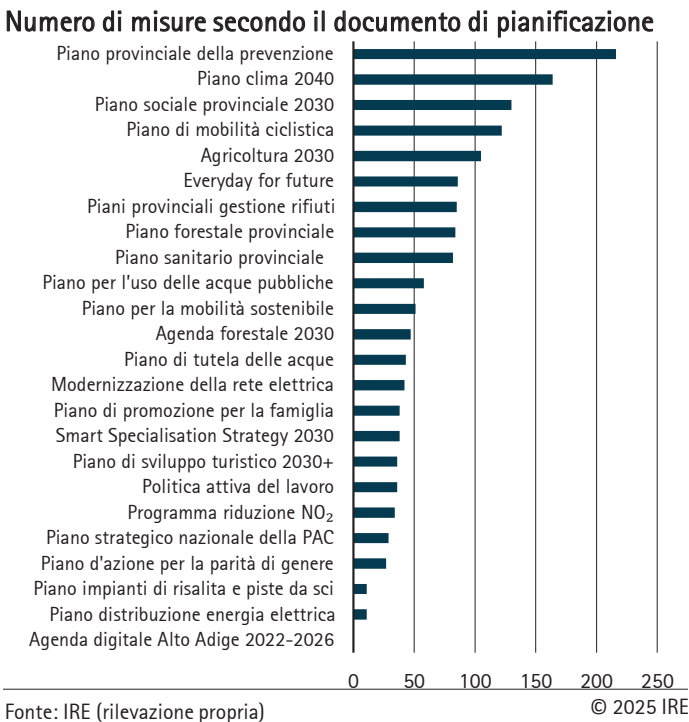 Numero di misure secondo il documento di pianificazione
Piano provinciale della prevenzione
Piano clima 2040
Piano sociale provinciale 2030
Piano di mobilità ciclistica
Agricoltura 2030
Everyday for future
Piani provinciali gestione rifiuti
Piano forestale provinciale
Piano sanitario provinciale
Piano per l'uso delle acque pubbliche
Piano per la mobilità sostenibile
Agenda forestale 2030
Piano di tutela delle acque
Modernizzazione della rete elettrica
Piano di promozione per la famiglia
Smart Specialisation Strategy 2030
Piano di sviluppo turistico 2030+
Politica attiva del lavoro
Programma riduzione NO₂
Piano strategico nazionale della PAC
Piano d'azione per la parità di genere
Piano impianti di risalita e piste da sci
Piano distribuzione energia elettrica
Agenda digitale Alto Adige 2022-2026
0 50 100 150 200 250
Fonte: IRE (rilevazione propria)
© 2025 IRE